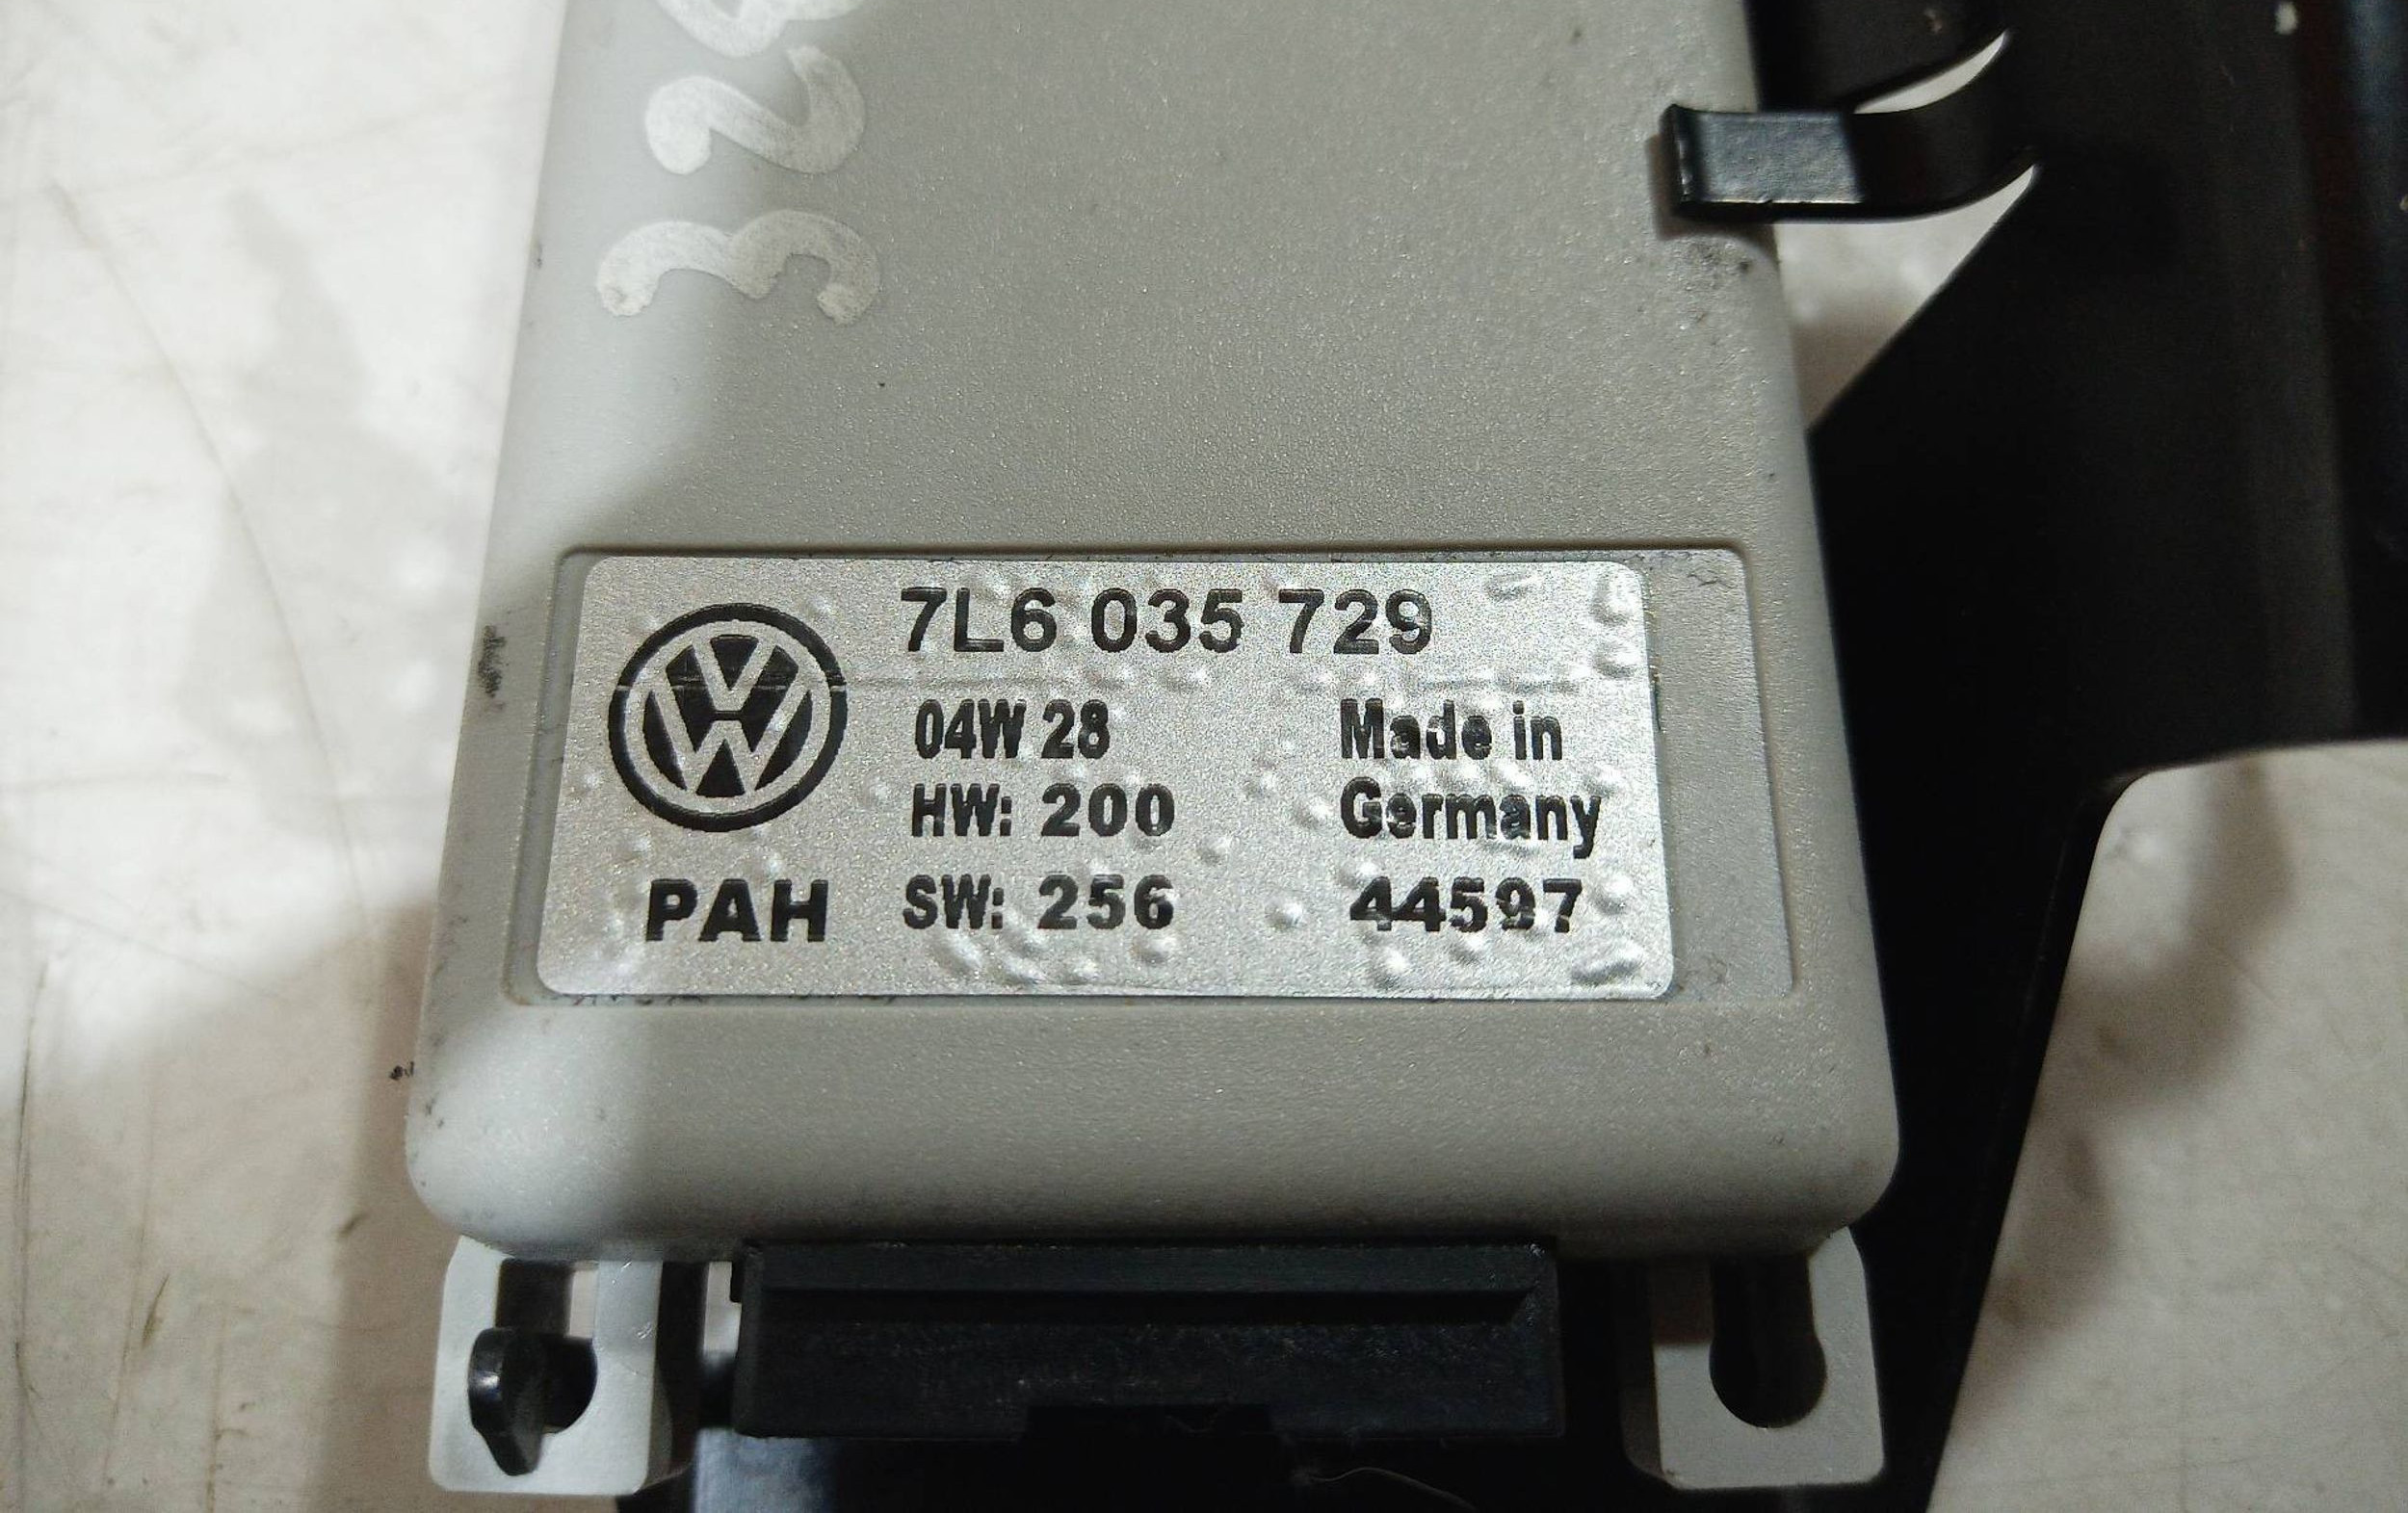 7L6 035 729
04W 28
HW: 200
Made in
Germany
PAH
SW: 256
44597